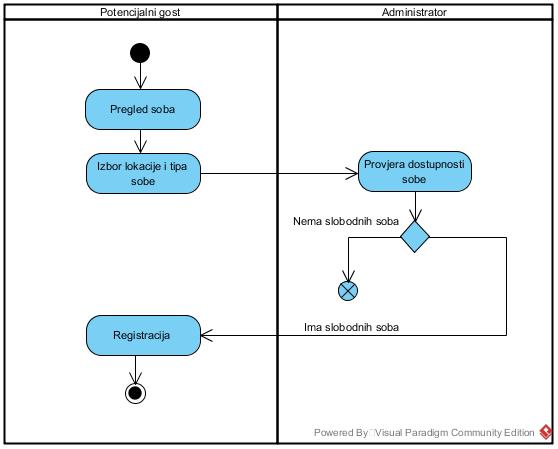 Potencijalni gost
Administrator
Pregled soba
Izbor lokacije i tipa
sobe
Provjera dostupnosti
sobe
Nema slobodnih soba
Ima slobodnih soba
Registracija
Powered By Visual Paradigm Community Edition